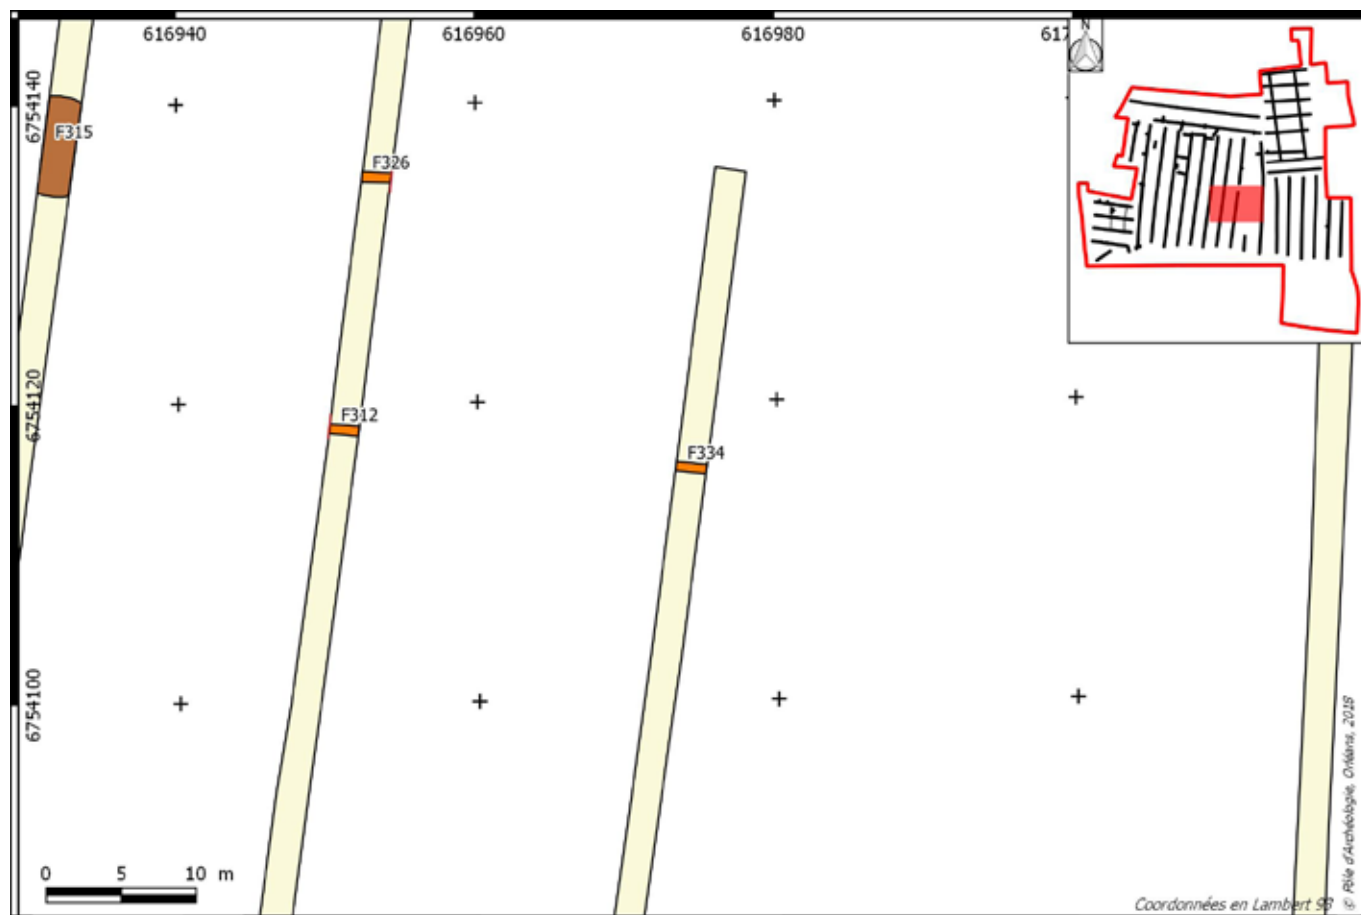 616940
616960
616980
617
N
6754140
F315
F326
6754120
F312
F334
6754100
0 5 10 m
Coordonnées en Lambert 93
© Pôle d'Archéologie, Orléans, 2018